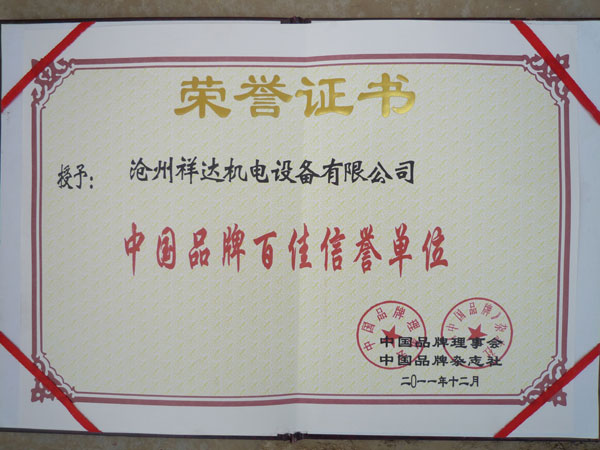 荣誉证书
授予：沧州祥达机电设备有限公司
中国品牌百佳信誉单位
中国品牌理事会
中国品牌杂志社
二〇一一年十二月